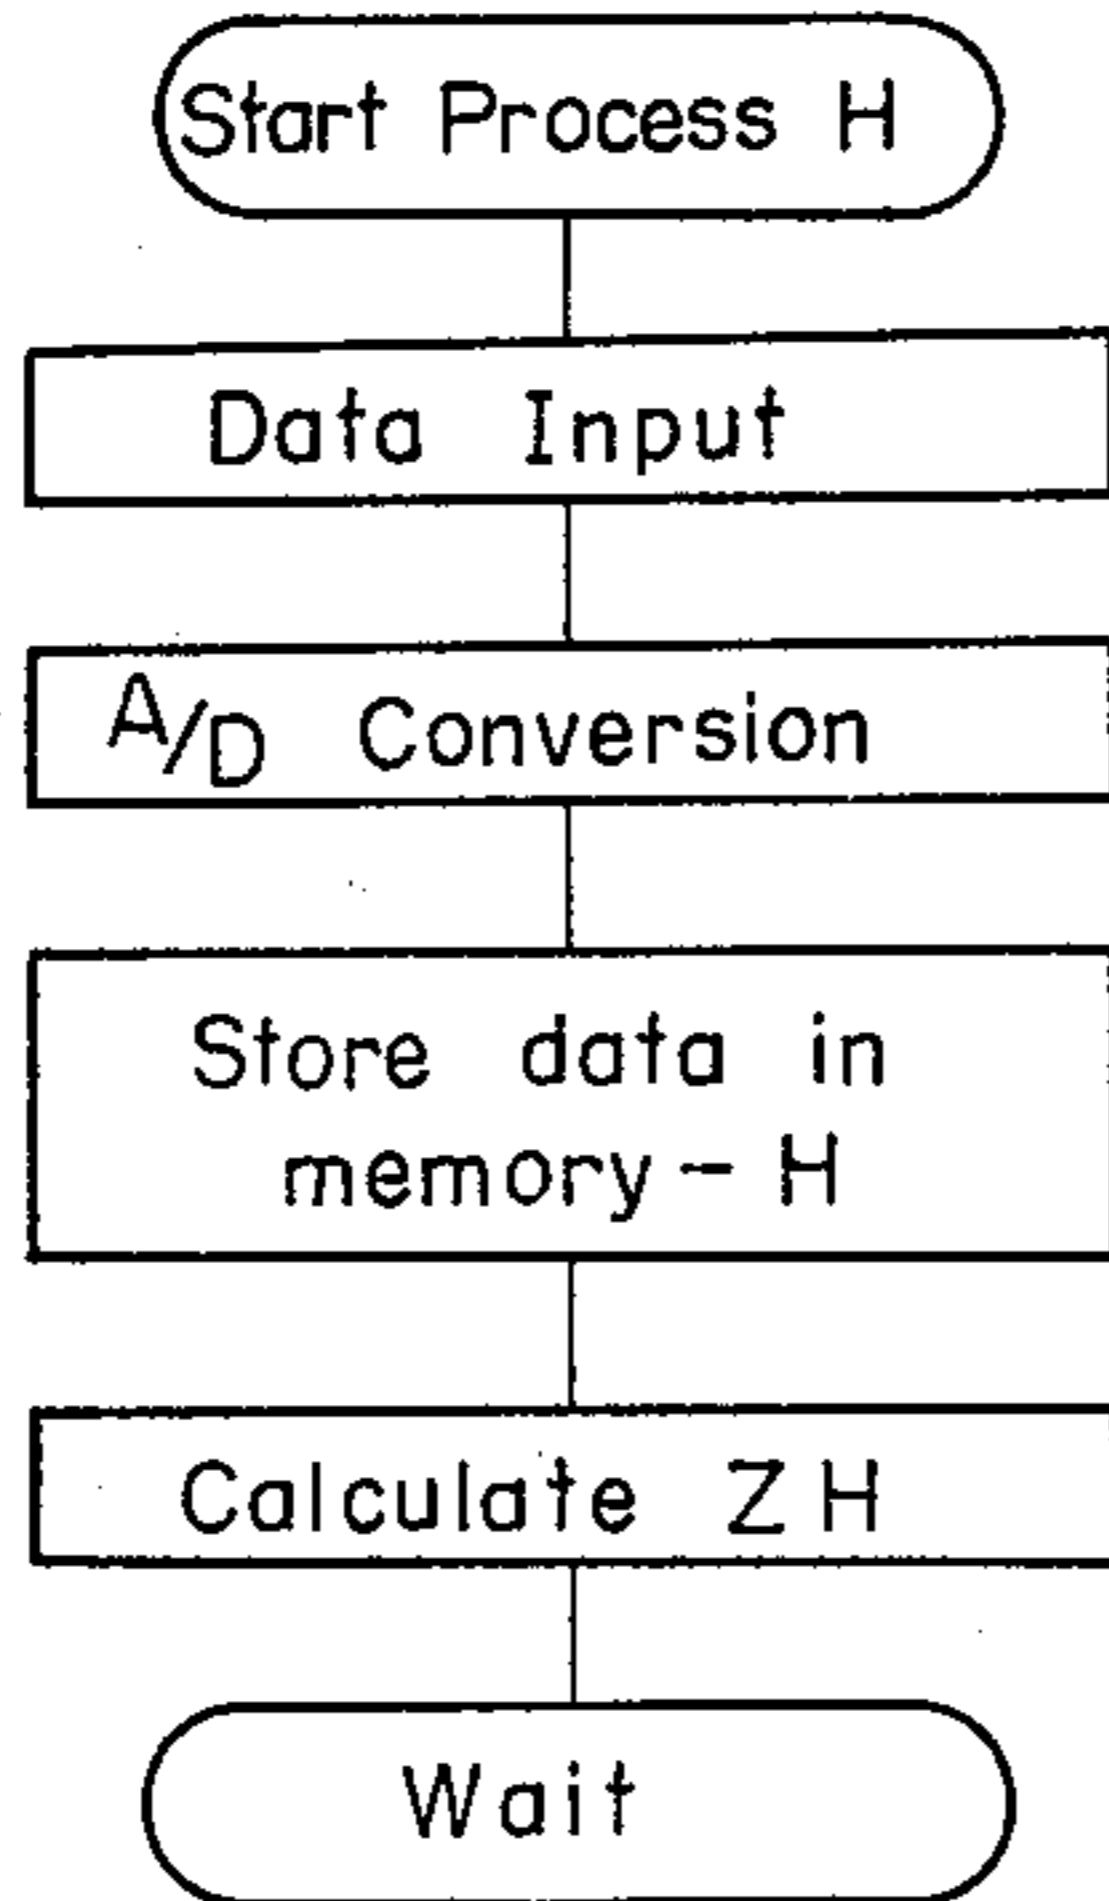 Start Process H
Data Input
A/D Conversion
Store data in
memory - H
Calculate ZH
Wait